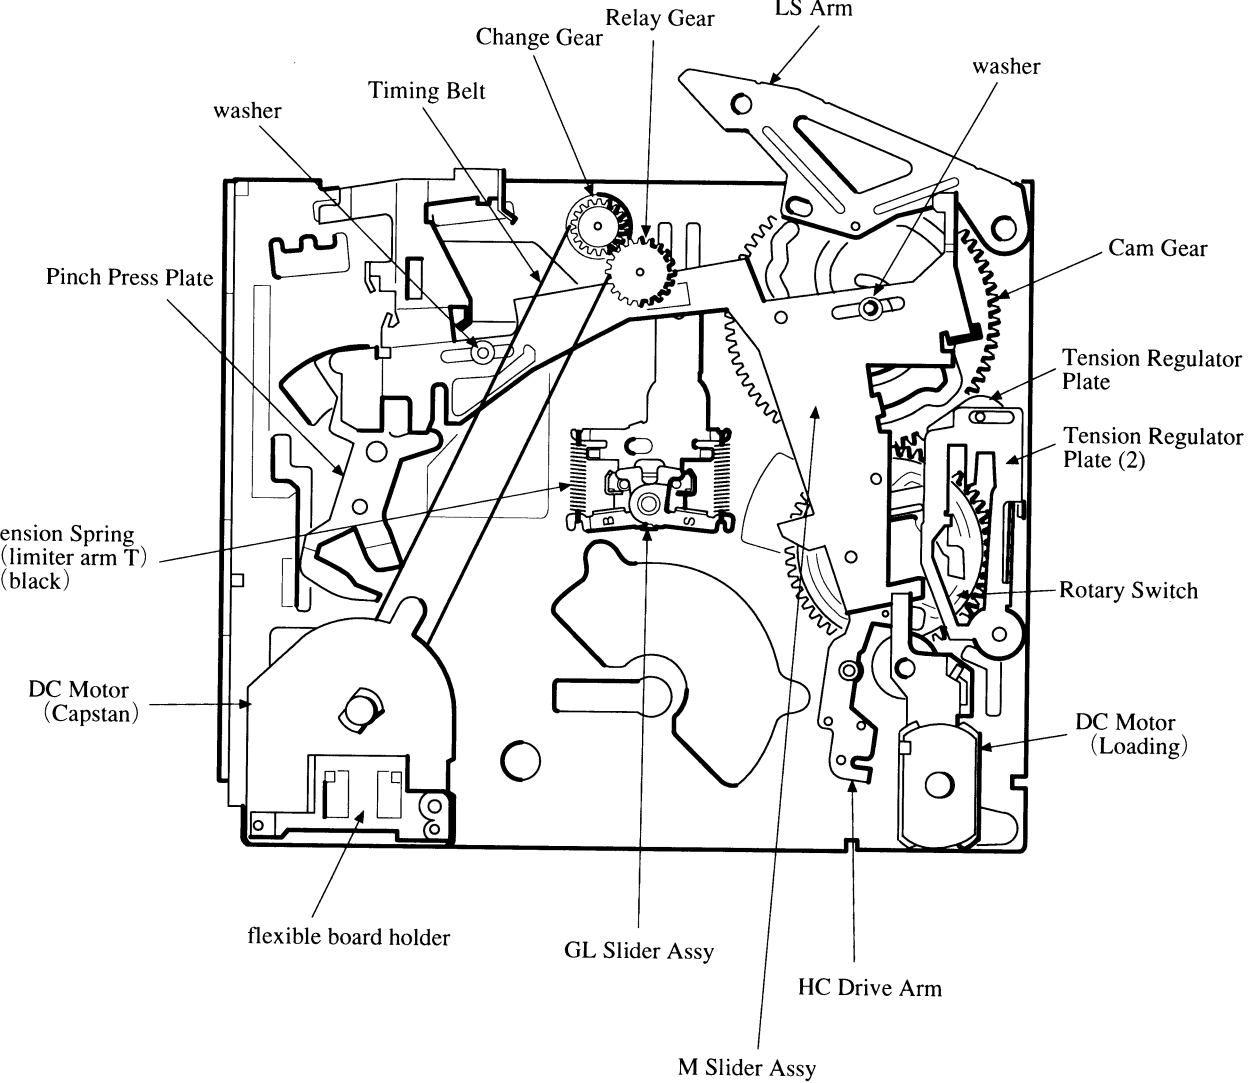 LS Arm
Relay Gear
Change Gear
washer
Timing Belt
washer
Cam Gear
Pinch Press Plate
Tension Regulator
Plate
Tension Regulator
Plate (2)
ension Spring
(limiter arm T)
(black)
B S
Rotary Switch
DC Motor
(Capstan)
DC Motor
(Loading)
flexible board holder
GL Slider Assy
HC Drive Arm
M Slider Assy